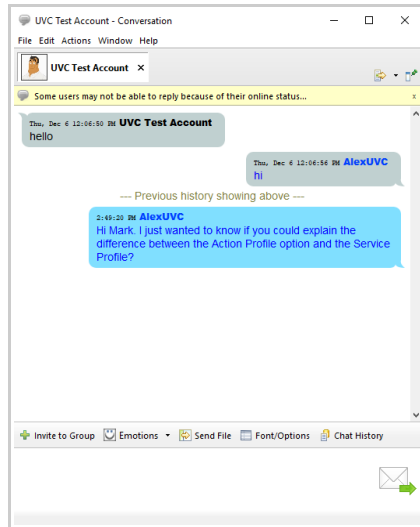 UVC Test Account - Conversation
File Edit Actions Window Help
UVC Test Account
Some users may not be able to reply because of their online status...
Thu, Dec 6 12:06:50 PM UVC Test Account
hello
Thu, Dec 6 12:06:56 PM AlexUVC
hi
--- Previous history showing above ---
2:49:20 PM AlexUVC
Hi Mark. I just wanted to know if you could explain the
difference between the Action Profile option and the Service
Profile?
Invite to Group Emotions Send File Font/Options Chat History